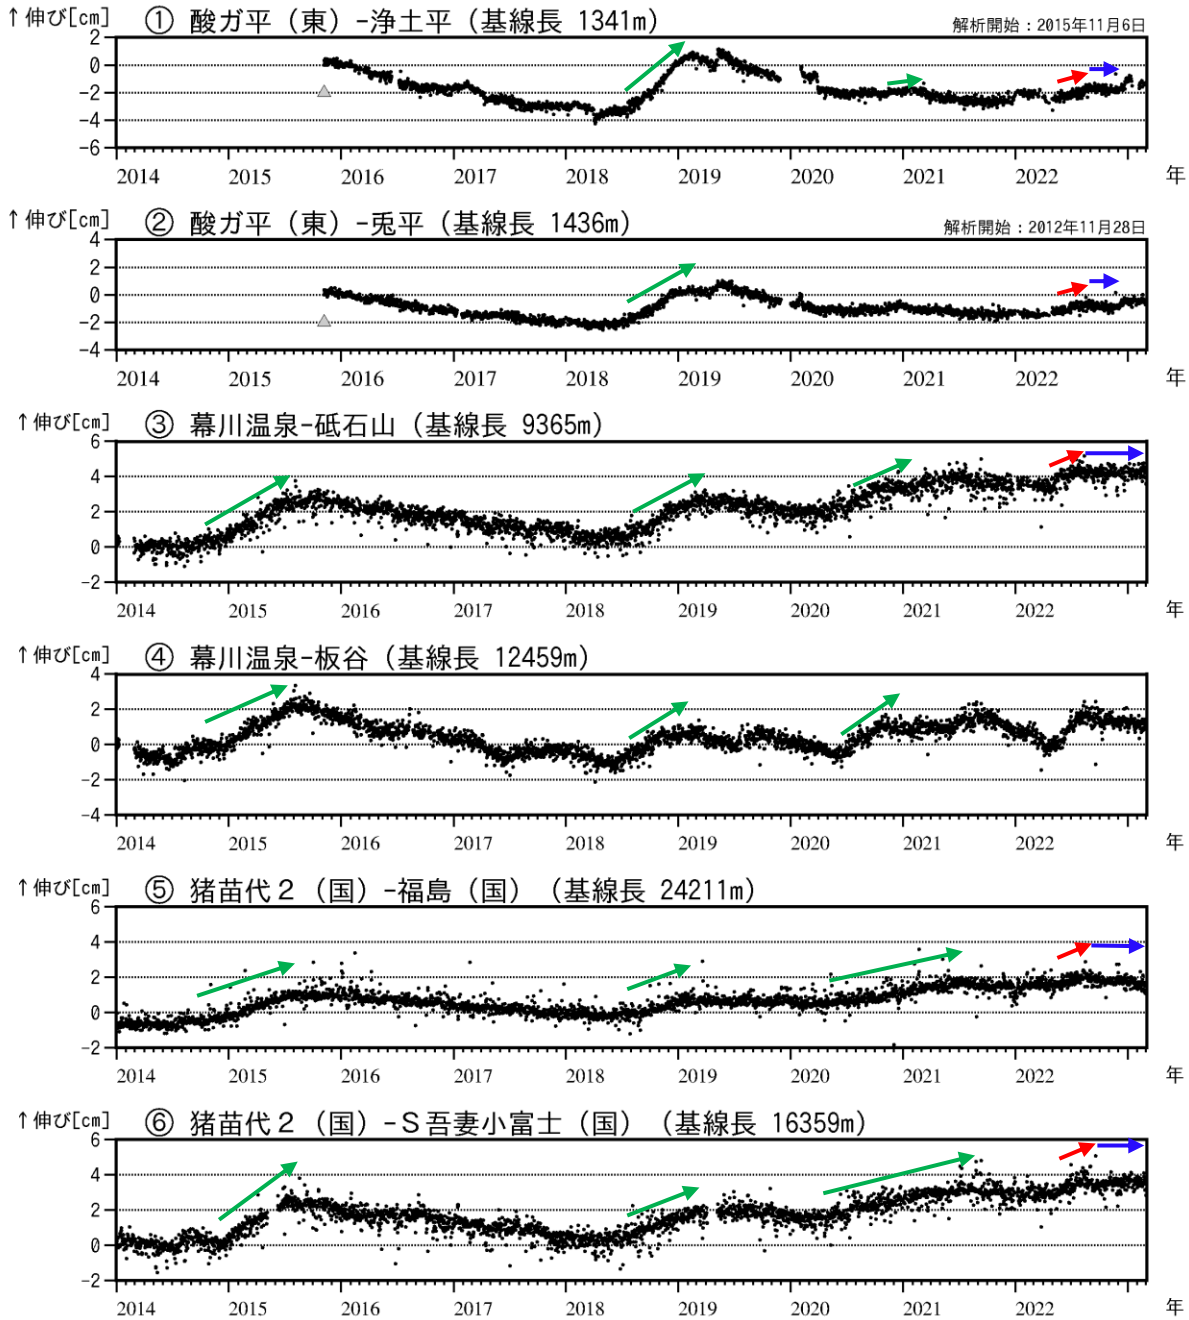 ↑伸び[cm] ① 酸ガ平（東）-浄土平（基線長 1341m） 解析開始：2015年11月6日
2
0
-2
-4
-6
2014 2015 2016 2017 2018 2019 2020 2021 2022 年
↑伸び[cm] ② 酸ガ平（東）-兎平（基線長 1436m） 解析開始：2012年11月28日
4
2
0
-2
-4
2014 2015 2016 2017 2018 2019 2020 2021 2022 年
↑伸び[cm] ③ 幕川温泉-砥石山（基線長 9365m）
6
4
2
0
-2
2014 2015 2016 2017 2018 2019 2020 2021 2022 年
↑伸び[cm] ④ 幕川温泉-板谷（基線長 12459m）
4
2
0
-2
-4
2014 2015 2016 2017 2018 2019 2020 2021 2022 年
↑伸び[cm] ⑤ 猪苗代２（国）-福島（国）（基線長 24211m）
6
4
2
0
-2
2014 2015 2016 2017 2018 2019 2020 2021 2022 年
↑伸び[cm] ⑥ 猪苗代２（国）-Ｓ吾妻小富士（国）（基線長 16359m）
6
4
2
0
-2
2014 2015 2016 2017 2018 2019 2020 2021 2022 年